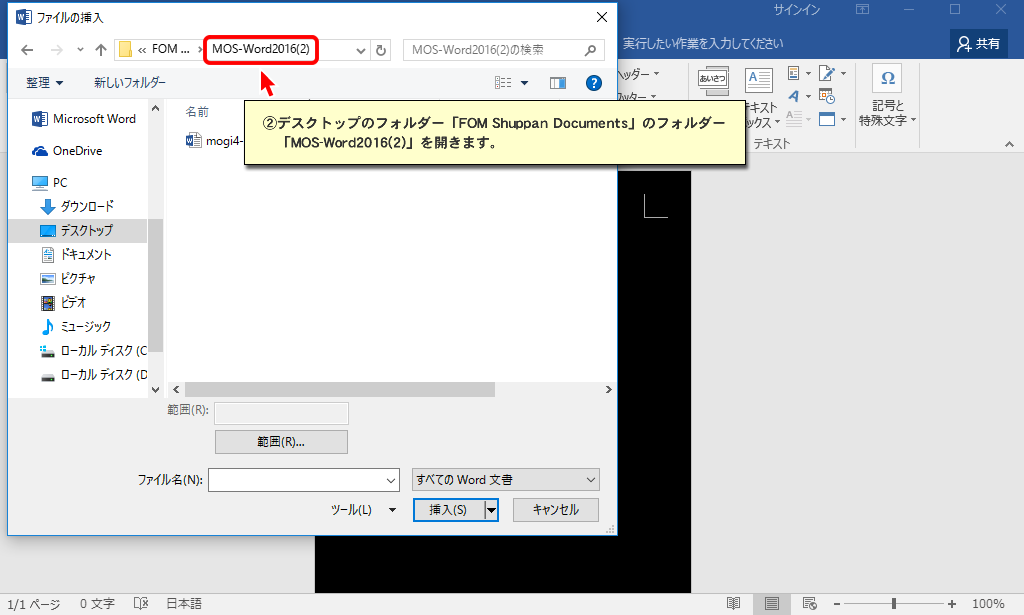 ファイルの挿入
サインイン
« FOM ... › MOS-Word2016(2)
MOS-Word2016(2)の検索
実行したい作業を入力してください
共有
整理
新しいフォルダー
ヘッダー
フッター
あいさつ
キスト
ックス
記号と
特殊文字
テキスト
名前
Microsoft Word
OneDrive
PC
ダウンロード
デスクトップ
ドキュメント
ピクチャ
ビデオ
ミュージック
ローカル ディスク (C
ローカル ディスク (D
mogi4-
②デスクトップのフォルダー「FOM Shuppan Documents」のフォルダー
「MOS-Word2016(2)」を開きます。
範囲(R):
範囲(R)...
ファイル名(N):
すべての Word 文書
ツール(L)
挿入(S)
キャンセル
1/1 ページ
0 文字
日本語
100%